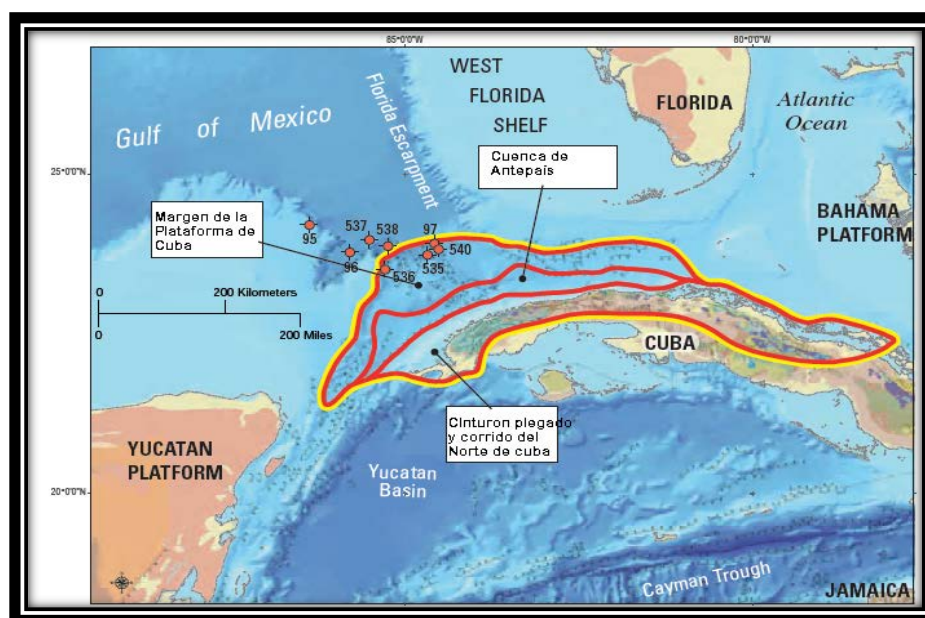 85°0'0"W
80°0'0"W
WEST
FLORIDA
SHELF
FLORIDA
Atlantic
Ocean
Gulf of Mexico
Florida Escarpment
Cuenca de
Antepaís
25°0'0"N
Margen de la
Plataforma de
Cuba
BAHAMA
PLATFORM
537
538
97
95
540
96
536
535
0
200 Kilometers
0
200 Miles
CUBA
Cinturon plegado
y corrido del
Norte de cuba
YUCATAN
PLATFORM
Yucatan
Basin
20°0'0"N
Cayman Trough
JAMAICA